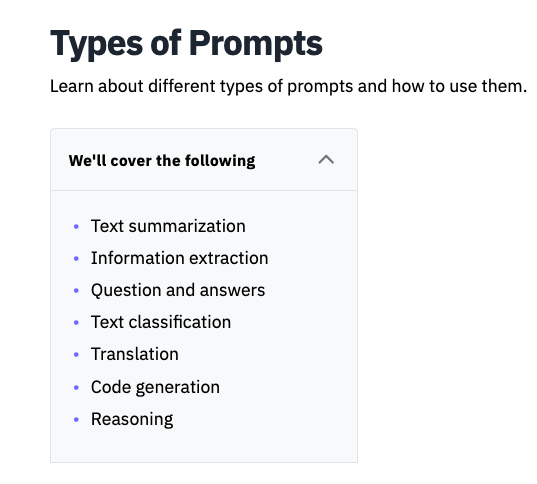 Types of Prompts
Learn about different types of prompts and how to use them.
We'll cover the following
Text summarization
Information extraction
Question and answers
Text classification
Translation
Code generation
Reasoning